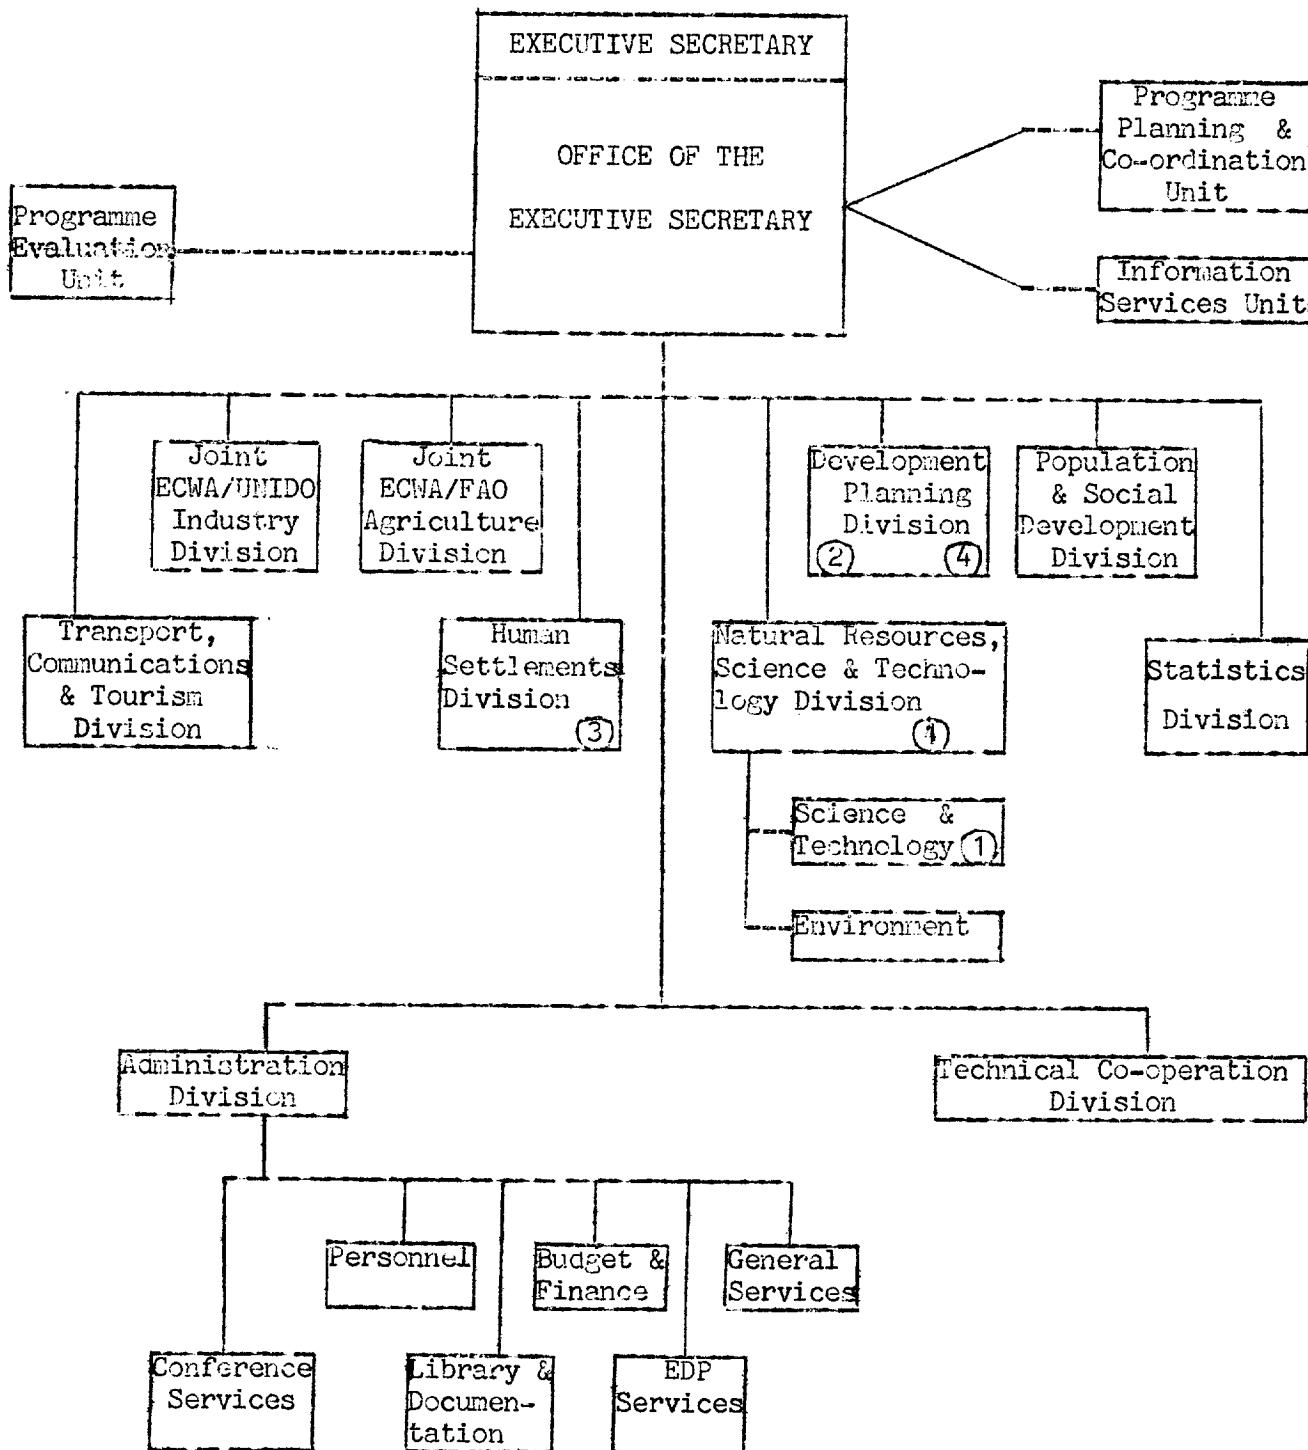 EXECUTIVE SECRETARY
OFFICE OF THE
EXECUTIVE SECRETARY
Programme
Planning &
Co-ordination
Unit
Programme
Evaluation
Unit
Information
Services Unit
Joint
ECWA/UNIDO
Industry
Division
Joint
ECWA/FAO
Agriculture
Division
Development
Planning
Division
2 4
Population
& Social
Development
Division
Transport,
Communications
& Tourism
Division
Human
Settlements
Division
3
Natural Resources,
Science & Techno-
logy Division
Statistics
Division
Science &
Technology 1
Environment
Administration
Division
Technical Co-operation
Division
Personnel
Budget &
Finance
General
Services
Conference
Services
Library &
Documen-
tation
EDP
Services